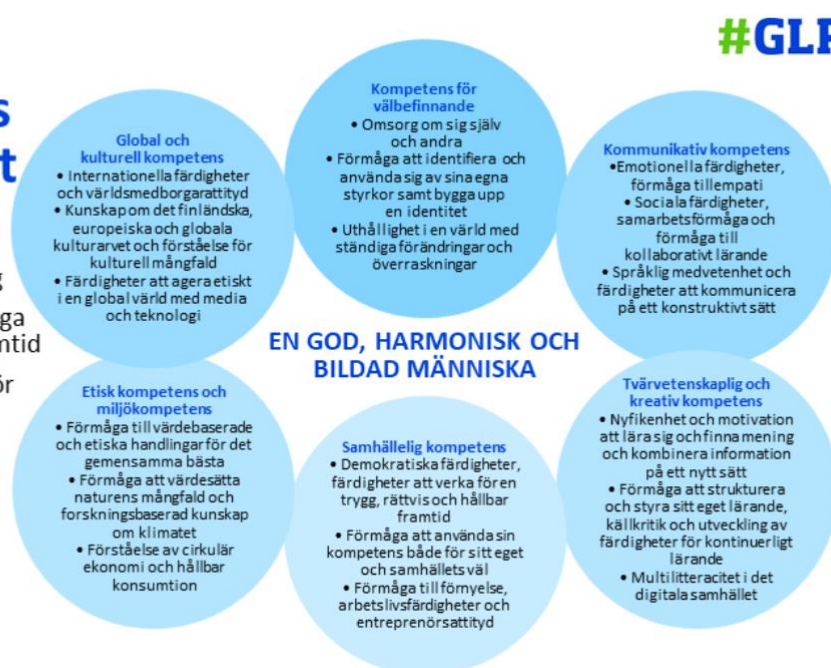 #GLP
s
t
g
ga
mtid
ör
Kompetens för
välbefinnande
• Omsorg om sig själv
och andra
• Förmåga att identifiera och
använda sig av sina egna
styrkor samt bygga upp
en identitet
• Uthållighet i en värld med
ständiga förändringar och
överraskningar
Global och
kulturell kompetens
• Internationella färdigheter
och världsmedborgarattityd
• Kunskap om det finländska,
europeiska och globala
kulturarvet och förståelse för
kulturell mångfald
• Färdigheter att agera etiskt
i en global värld med media
och teknologi
Kommunikativ kompetens
•Emotionella färdigheter,
förmåga till empati
• Sociala färdigheter,
samarbetsförmåga och
förmåga till
kollaborativt lärande
• Språklig medvetenhet och
färdigheter att kommunicera
på ett konstruktivt sätt
EN GOD, HARMONISK OCH
BILDAD MÄNNISKA
Etisk kompetens och
miljökompetens
• Förmåga till värdebaserade
och etiska handlingar för det
gemensamma bästa
• Förmåga att värdesätta
naturens mångfald och
forskningsbaserad kunskap
om klimatet
• Förståelse av cirkulär
ekonomi och hållbar
konsumtion
Samhällelig kompetens
• Demokratiska färdigheter,
färdigheter att verka för en
trygg, rättvis och hållbar
framtid
• Förmåga att använda sin
kompetens både för sitt eget
och samhällets väl
• Förmåga till förnyelse,
arbetslivsfärdigheter och
entreprenörsattityd
Tvärvetenskaplig och
kreativ kompetens
• Nyfikenhet och motivation
att lära sig och finna mening
och kombinera information
på ett nytt sätt
• Förmåga att strukturera
och styra sitt eget lärande,
källkritik och utveckling av
färdigheter för kontinuerligt
lärande
• Multilitteracitet i det
digitala samhället